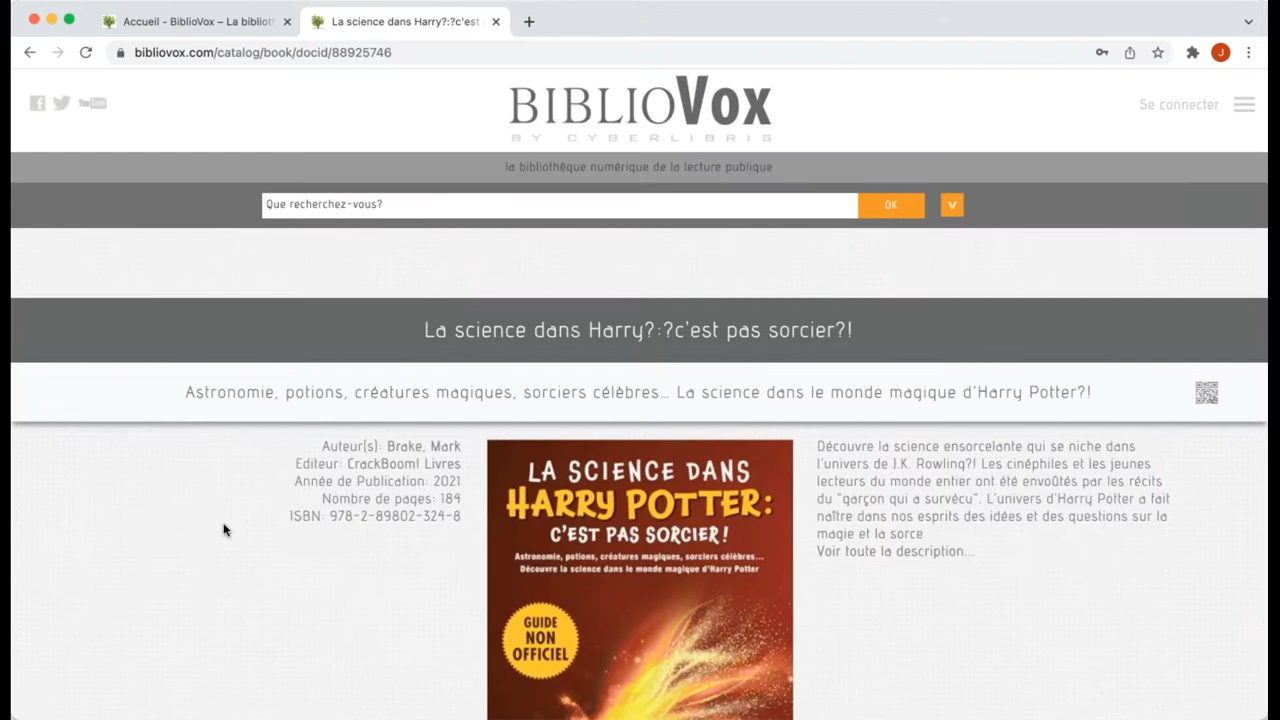 Accueil - BiblioVox – La bibliot
La science dans Harry?:?c'est
bibliovox.com/catalog/book/docid/88925746
J
You Tube
BIBLIOVOX
BY CYBERLIBRIS
Se connecter
la bibliothèque numérique de la lecture publique
Que recherchez-vous?
OK
V
La science dans Harry?:?c'est pas sorcier?!
Astronomie, potions, créatures magiques, sorciers célèbres... La science dans le monde magique d'Harry Potter?!
Auteur(s): Brake, Mark
Editeur: CrackBoom! Livres
Année de Publication: 2021
Nombre de pages: 184
ISBN: 978-2-89802-324-8
LA SCIENCE DANS
HARRY POTTER:
C'EST PAS SORCIER!
Astronomie, potions, créatures magiques, sorciers célèbres...
Découvre la science dans le monde magique d'Harry Potter
GUIDE
NON
OFFICIEL
Découvre la science ensorcelante qui se niche dans
l'univers de J.K. Rowling?! Les cinéphiles et les jeunes
lecteurs du monde entier ont été envoûtés par les récits
du "garçon qui a survécu". L'univers d'Harry Potter a fait
naître dans nos esprits des idées et des questions sur la
magie et la sorce
Voir toute la description...